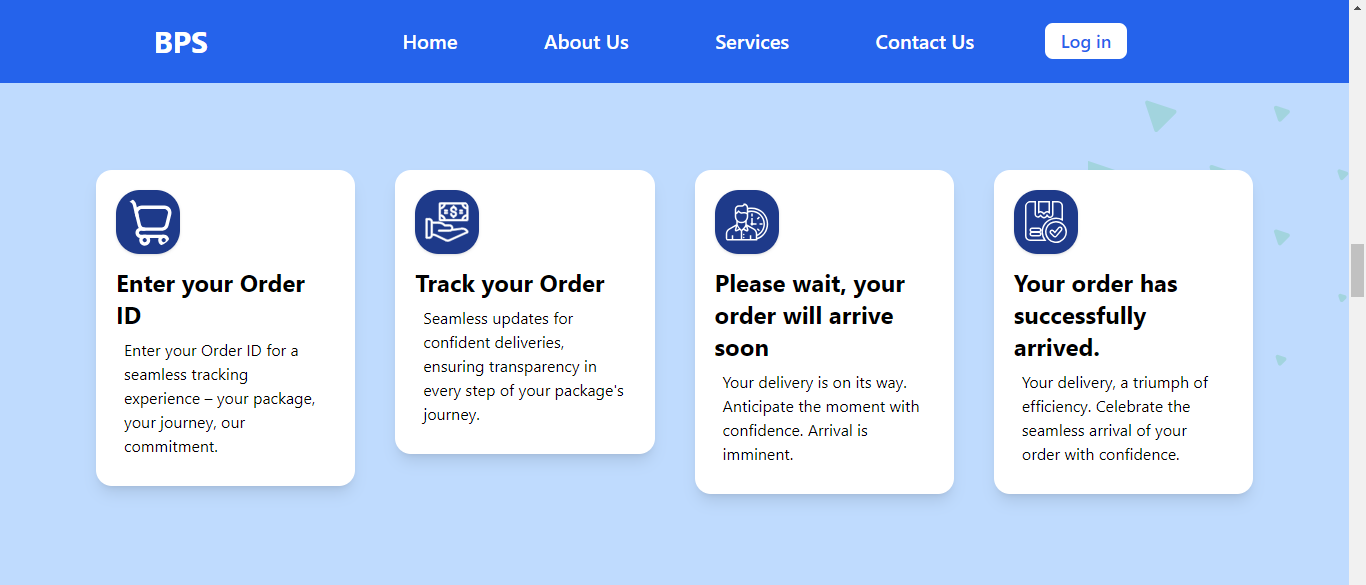 BPS
Home
About Us
Services
Contact Us
Log in
Enter your Order
ID
Enter your Order ID for a
seamless tracking
experience – your package,
your journey, our
commitment.
Track your Order
Seamless updates for
confident deliveries,
ensuring transparency in
every step of your package's
journey.
Please wait, your
order will arrive
soon
Your delivery is on its way.
Anticipate the moment with
confidence. Arrival is
imminent.
Your order has
successfully
arrived.
Your delivery, a triumph of
efficiency. Celebrate the
seamless arrival of your
order with confidence.